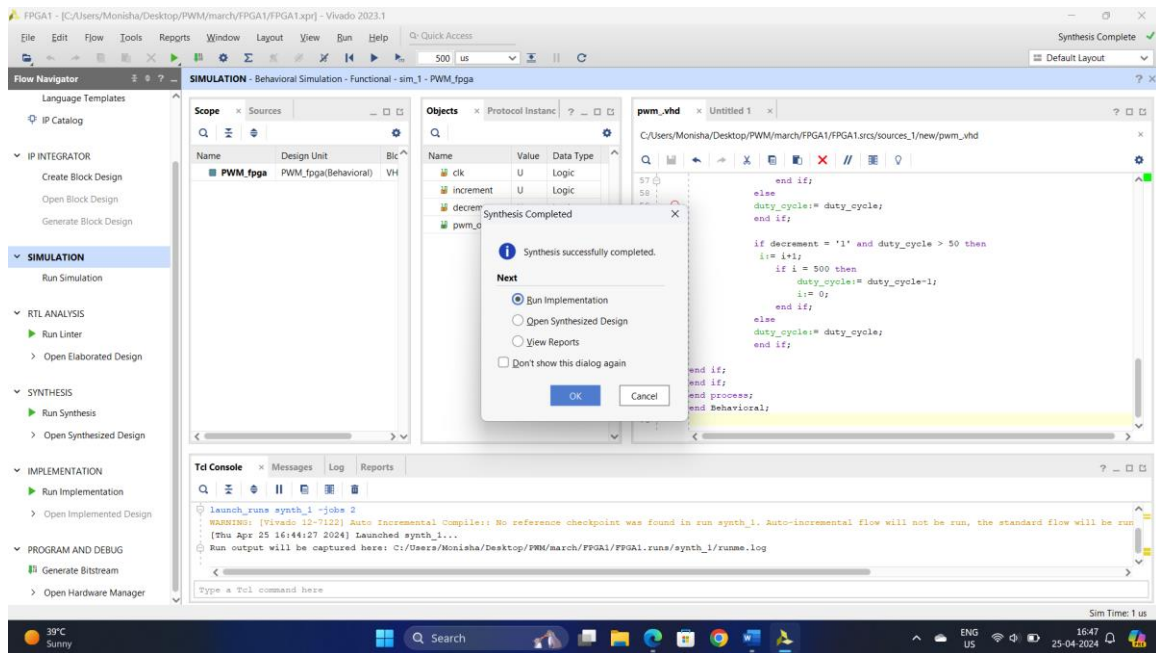 FPGA1 - [C:/Users/Monisha/Desktop/PWM/march/FPGA1/FPGA1.xpr] - Vivado 2023.1
File Edit Flow Tools Reports Window Layout View Run Help Quick Access
Synthesis Complete
500 us
Default Layout
Flow Navigator
SIMULATION - Behavioral Simulation - Functional - sim_1 - PWM_fpga
Language Templates
IP Catalog
IP INTEGRATOR
Create Block Design
Open Block Design
Generate Block Design
SIMULATION
Run Simulation
RTL ANALYSIS
Run Linter
Open Elaborated Design
SYNTHESIS
Run Synthesis
Open Synthesized Design
IMPLEMENTATION
Run Implementation
Open Implemented Design
PROGRAM AND DEBUG
Generate Bitstream
Open Hardware Manager
Scope Sources
Name Design Unit Blc
PWM_fpga PWM_fpga(Behavioral) VH
Objects Protocol Instanc
Name Value Data Type
clk U Logic
increment U Logic
decrem
pwm_o
pwm_.vhd Untitled 1
C:/Users/Monisha/Desktop/PWM/march/FPGA1/FPGA1.srcs/sources_1/new/pwm_.vhd
57 end if;
58 else
duty_cycle:= duty_cycle;
end if;
if decrement = '1' and duty_cycle > 50 then
i:= i+1;
if i = 500 then
duty_cycle:= duty_cycle-1;
i:= 0;
end if;
else
duty_cycle:= duty_cycle;
end if;
end if;
end if;
end process;
end Behavioral;
Synthesis Completed
Synthesis successfully completed.
Next
Run Implementation
Open Synthesized Design
View Reports
Don't show this dialog again
OK Cancel
Tcl Console Messages Log Reports
launch_runs synth_1 -jobs 2
WARNING: [Vivado 12-7122] Auto Incremental Compile:: No reference checkpoint was found in run synth_1. Auto-incremental flow will not be run, the standard flow will be run
[Thu Apr 25 16:44:27 2024] Launched synth_1...
Run output will be captured here: C:/Users/Monisha/Desktop/PWM/march/FPGA1/FPGA1.runs/synth_1/runme.log
Type a Tcl command here
Sim Time: 1 us
39°C
Sunny
Search
ENG
US
16:47
25-04-2024